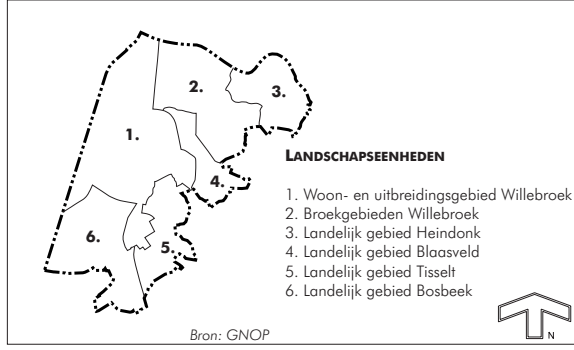 2.
3.
1.
4.
6.
5.
LANDSCHAPSEENHEDEN
1. Woon- en uitbreidingsgebied Willebroek
2. Broekgebieden Willebroek
3. Landelijk gebied Heindonk
4. Landelijk gebied Blaasveld
5. Landelijk gebied Tisselt
6. Landelijk gebied Bosbeek
Bron: GNOP
N